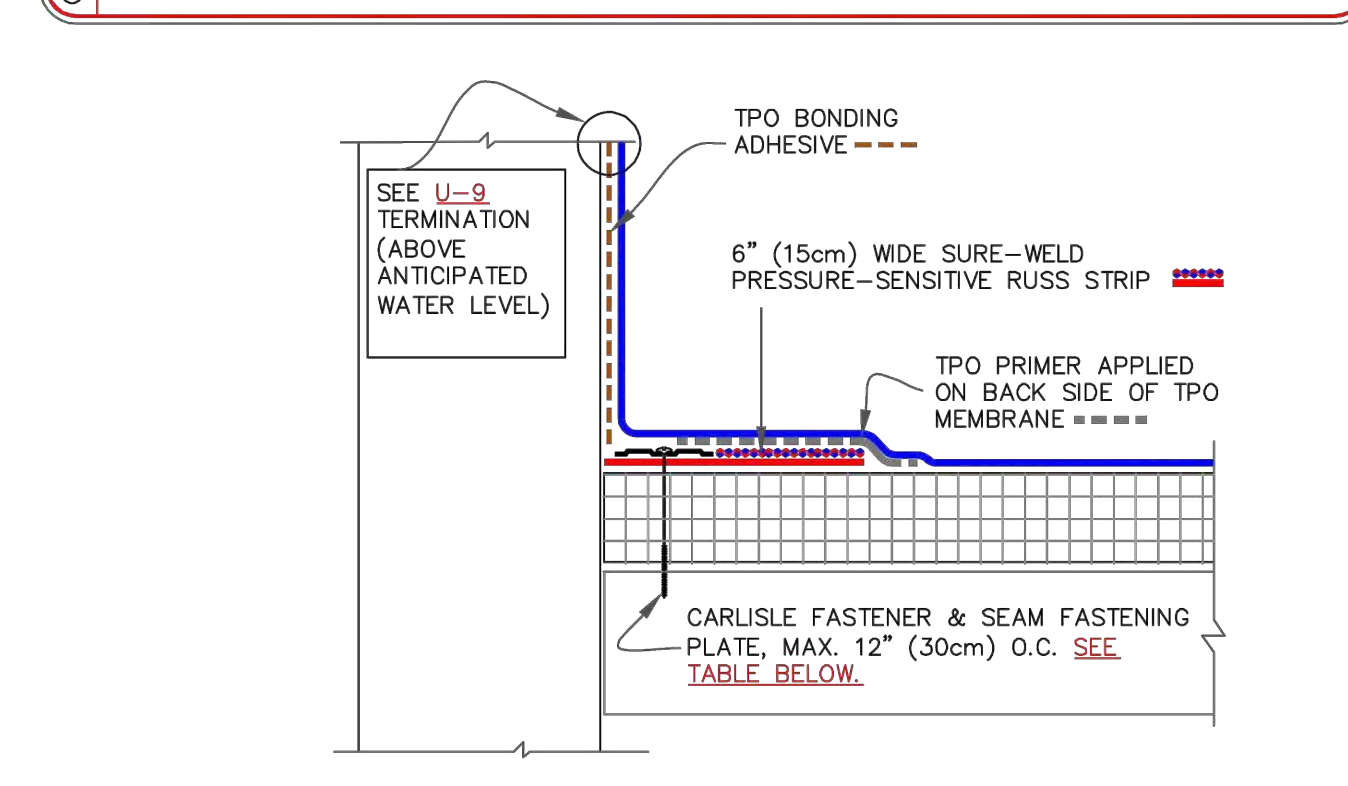 TPO BONDING
ADHESIVE
SEE U-9
TERMINATION
(ABOVE
ANTICIPATED
WATER LEVEL)
6" (15cm) WIDE SURE-WELD
PRESSURE-SENSITIVE RUSS STRIP
TPO PRIMER APPLIED
ON BACK SIDE OF TPO
MEMBRANE
CARLISLE FASTENER & SEAM FASTENING
PLATE, MAX. 12" (30cm) O.C. SEE
TABLE BELOW.